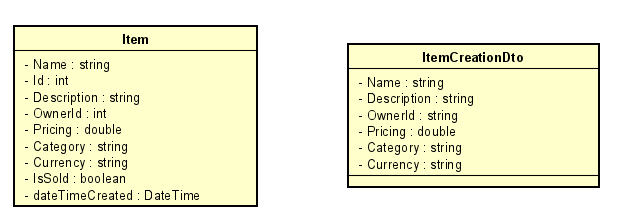 Item
- Name : string
- Id : int
- Description : string
- OwnerId : int
- Pricing : double
- Category : string
- Currency : string
- IsSold : boolean
- dateTimeCreated : DateTime
ItemCreationDto
- Name : string
- Description : string
- OwnerId : string
- Pricing : double
- Category : string
- Currency : string